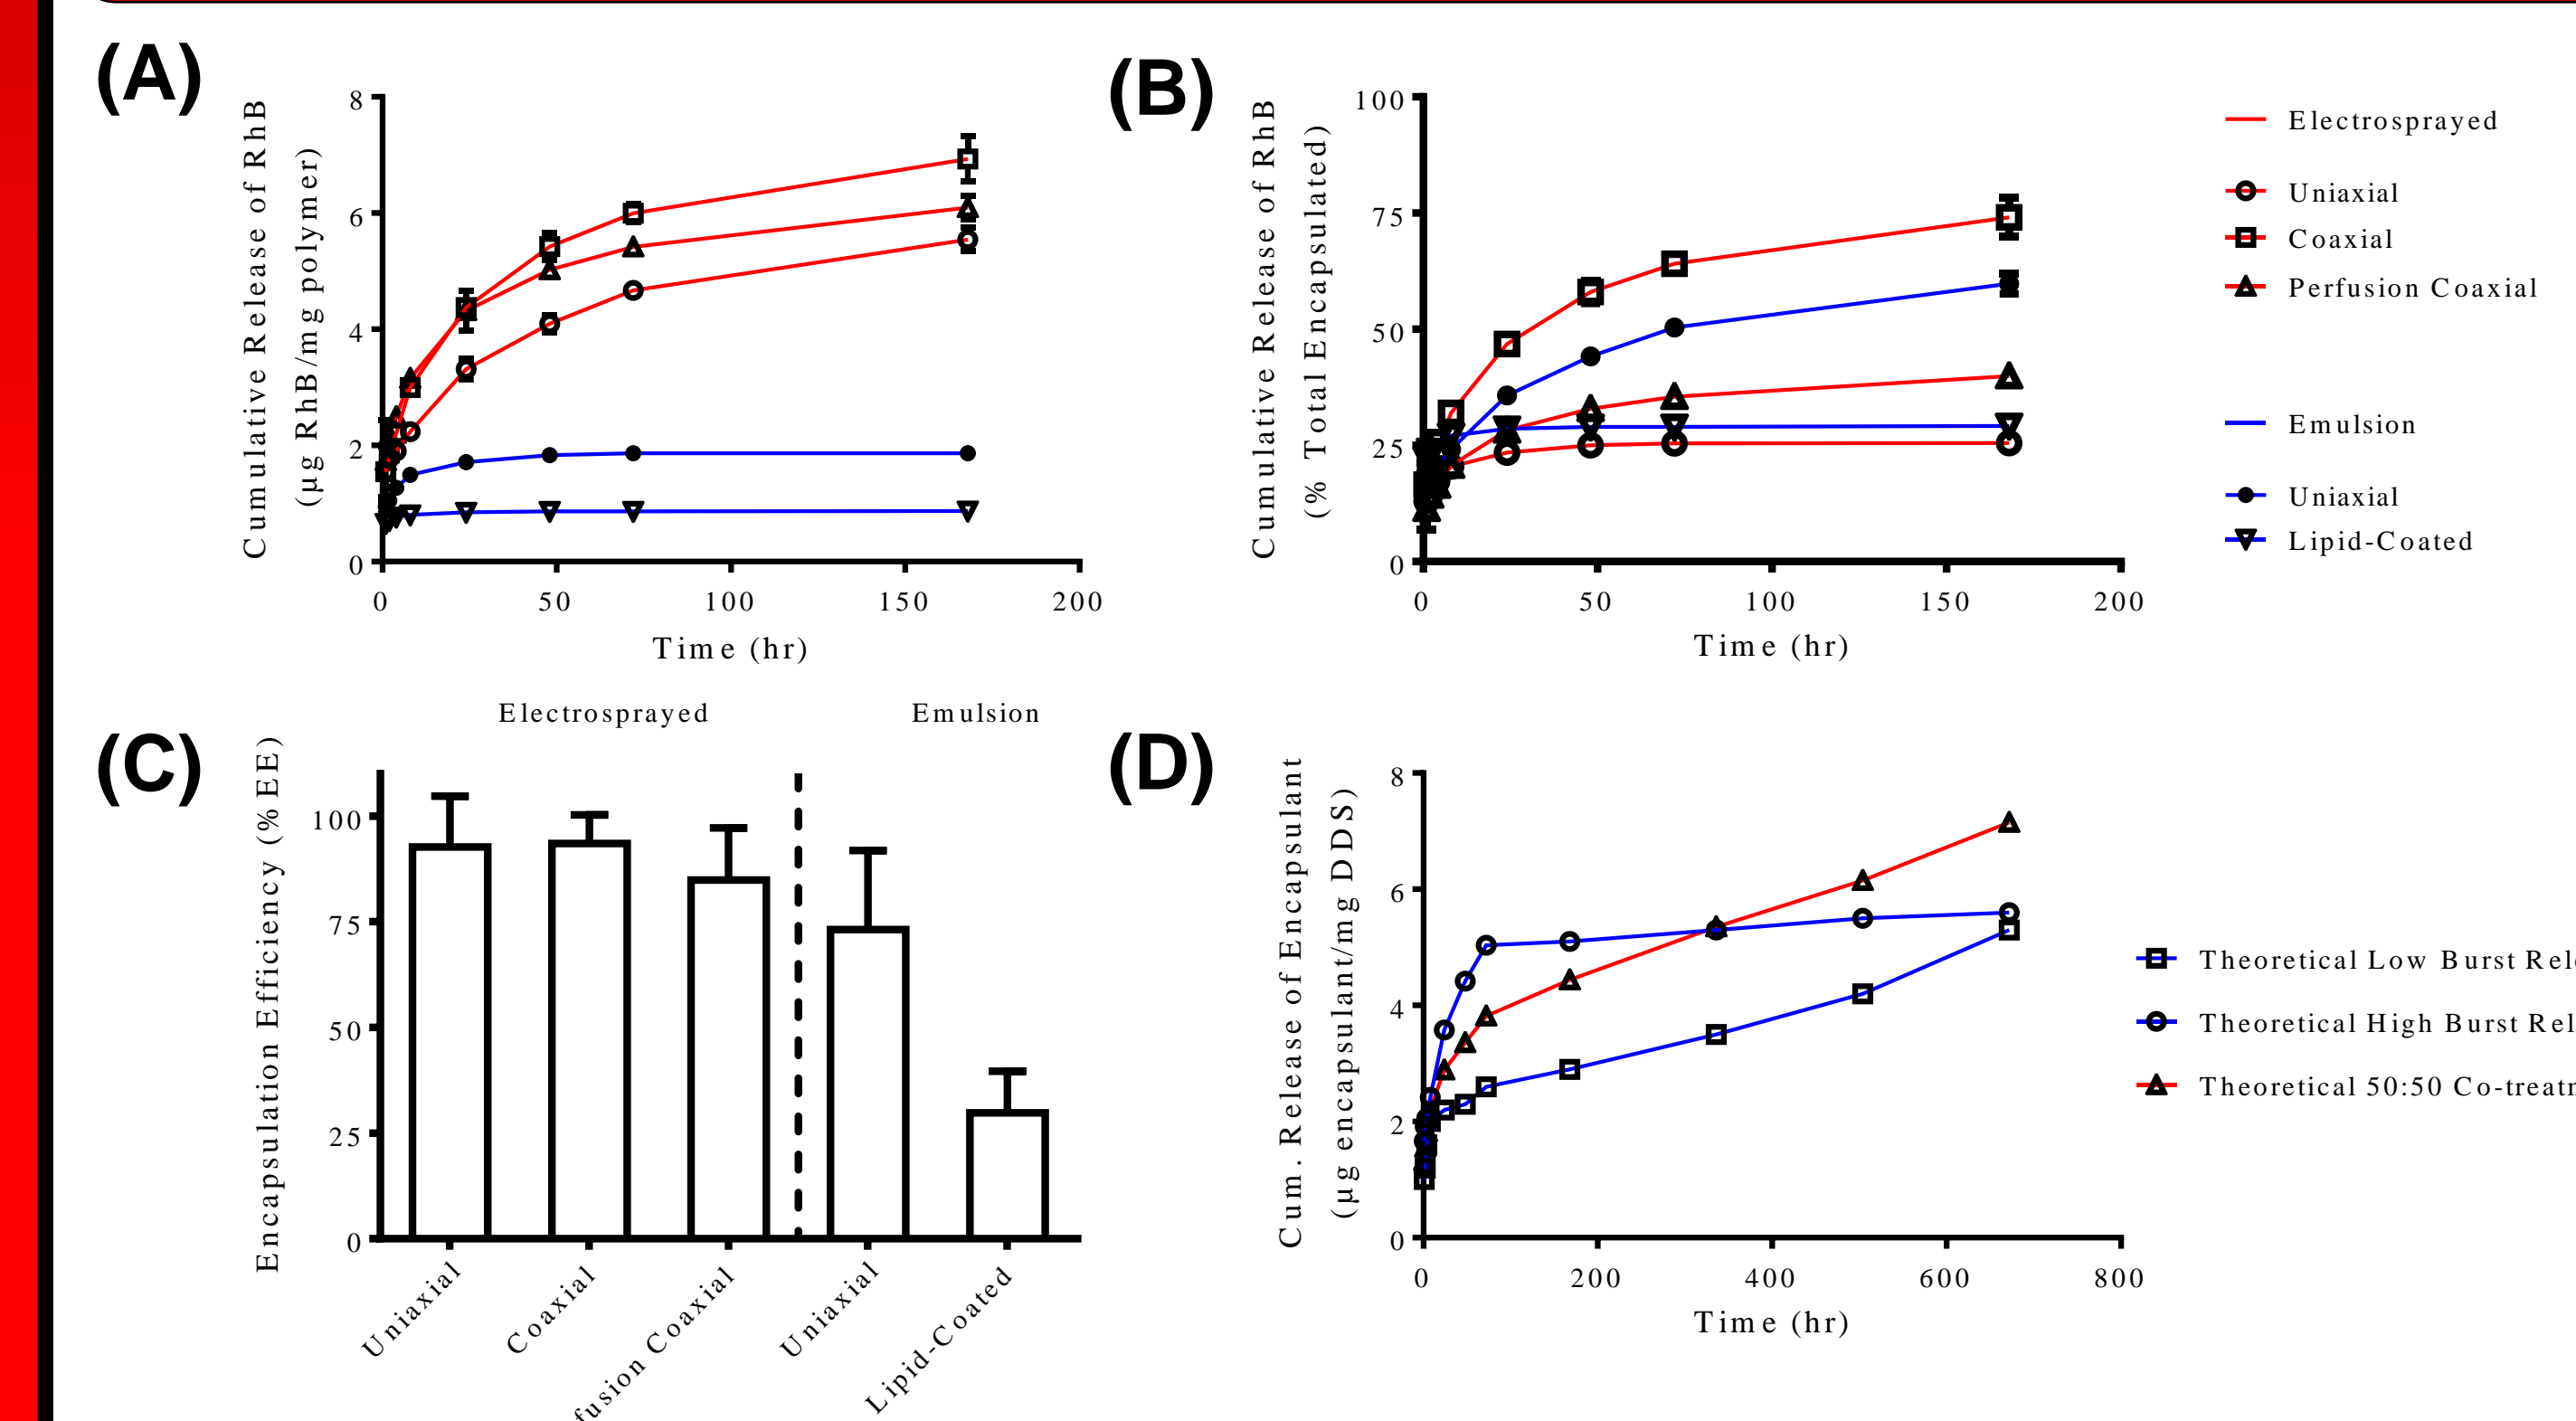 (A)
Cumulative Release of RhB
(µg RhB/mg polymer)
8
6
4
2
0
0 50 100 150 200
Time (hr)
(B)
Cumulative Release of RhB
(% Total Encapsulated)
100
75
50
25
0
0 50 100 150 200
Time (hr)
Electrosprayed
Uniaxial
Coaxial
Perfusion Coaxial
Emulsion
Uniaxial
Lipid-Coated
(C)
Electrosprayed Emulsion
Encapsulation Efficiency (%EE)
100
75
50
25
0
Uniaxial
Coaxial
fusion Coaxial
Uniaxial
Lipid-Coated
(D)
Cum. Release of Encapsulant
(µg encapsulant/mg DDS)
8
6
4
2
0
0 200 400 600 800
Time (hr)
Theoretical Low Burst
Theoretical High Burst
Theoretical 50:50